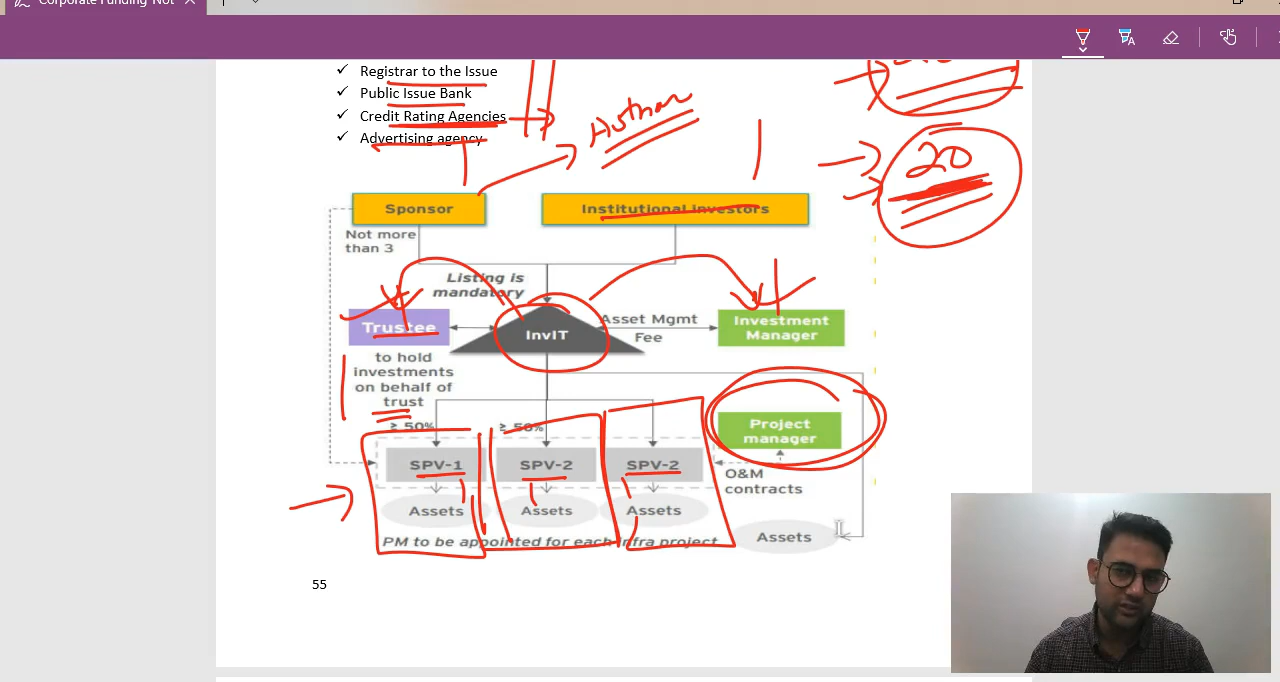 Corporate Funding Not
Registrar to the Issue
Public Issue Bank
Credit Rating Agencies
Advertising agency
20
Sponsor
Institutional Investors
Not more
than 3
Listing is
mandatory
Trustee
InvIT
Asset Mgmt
Fee
Investment
Manager
to hold
investments
on behalf of
trust
≥ 50%
≥ 50%
Project
manager
SPV-1
SPV-2
SPV-2
O&M
contracts
Assets
Assets
Assets
Assets
PM to be appointed for each infra project
55